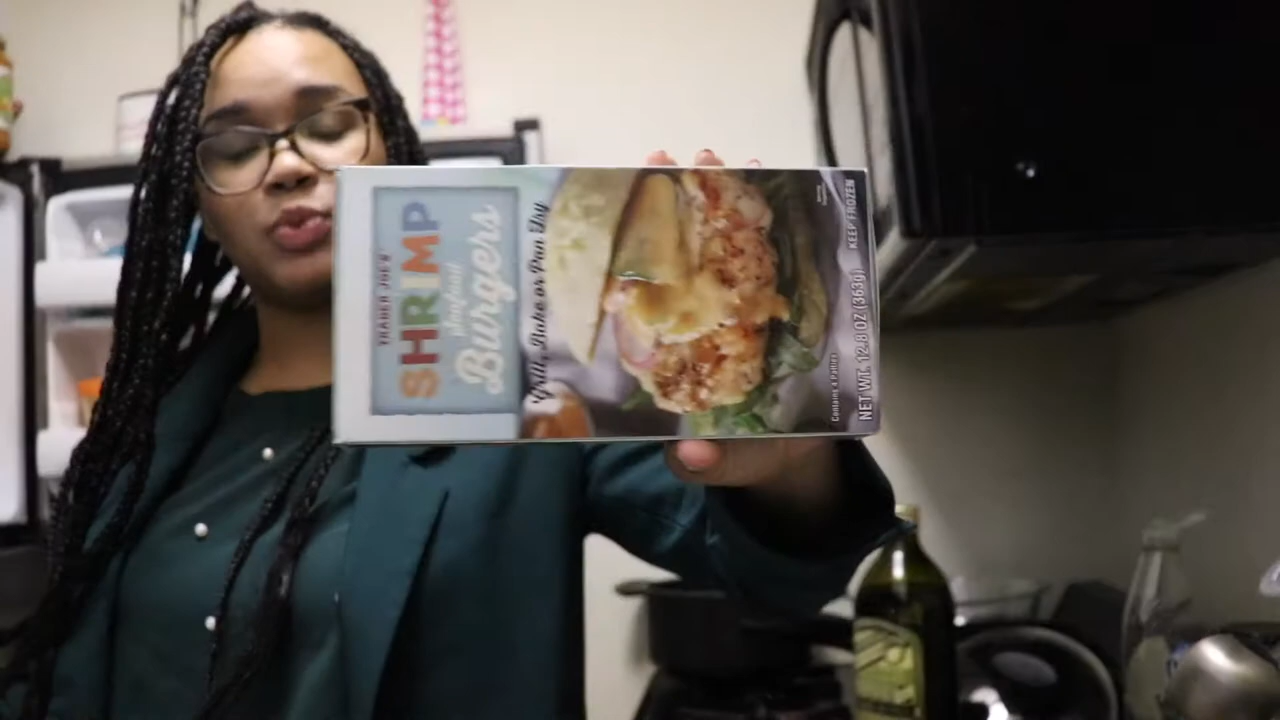 TRADER JOE'S
SHRIMP
seafood
Burgers
Grill, Bake or Pan Fry
Contains 4 Patties
NET WT. 12.8 OZ (363g)
KEEP FROZEN